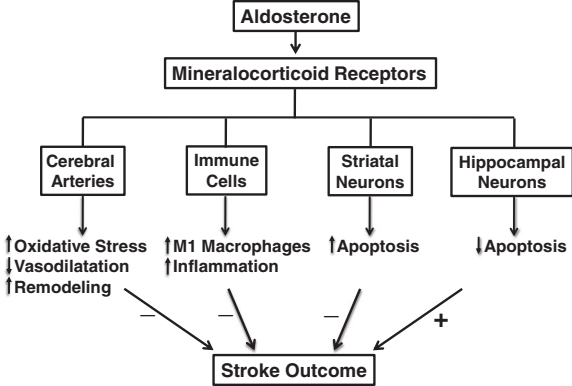 Aldosterone
Mineralocorticoid Receptors
Cerebral
Arteries
Immune
Cells
Striatal
Neurons
Hippocampal
Neurons
↑Oxidative Stress
↓Vasodilatation
↑Remodeling
↑M1 Macrophages
↑Inflammation
↑Apoptosis
↓Apoptosis
– – – +
Stroke Outcome